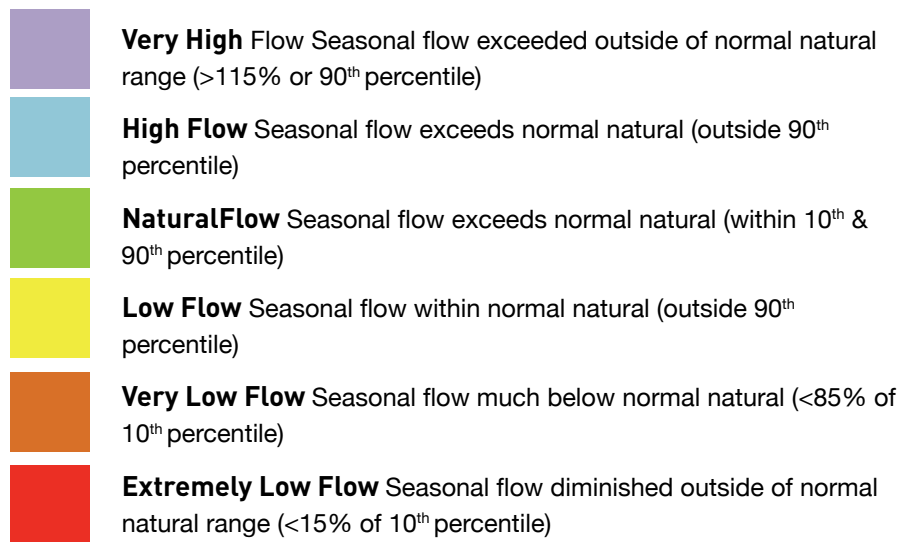 Very High Flow Seasonal flow exceeded outside of normal natural
range (>115% or 90th percentile)
High Flow Seasonal flow exceeds normal natural (outside 90th
percentile)
NaturalFlow Seasonal flow exceeds normal natural (within 10th &
90th percentile)
Low Flow Seasonal flow within normal natural (outside 90th
percentile)
Very Low Flow Seasonal flow much below normal natural (<85% of
10th percentile)
Extremely Low Flow Seasonal flow diminished outside of normal
natural range (<15% of 10th percentile)